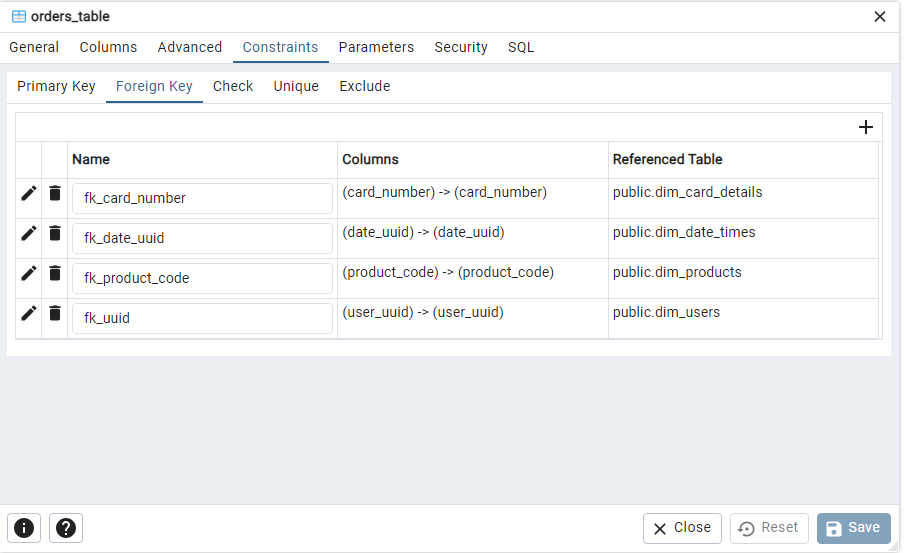 orders_table
General Columns Advanced Constraints Parameters Security SQL
Primary Key Foreign Key Check Unique Exclude
Name Columns Referenced Table
fk_card_number (card_number) -> (card_number) public.dim_card_details
fk_date_uuid (date_uuid) -> (date_uuid) public.dim_date_times
fk_product_code (product_code) -> (product_code) public.dim_products
fk_uuid (user_uuid) -> (user_uuid) public.dim_users
Close Reset Save